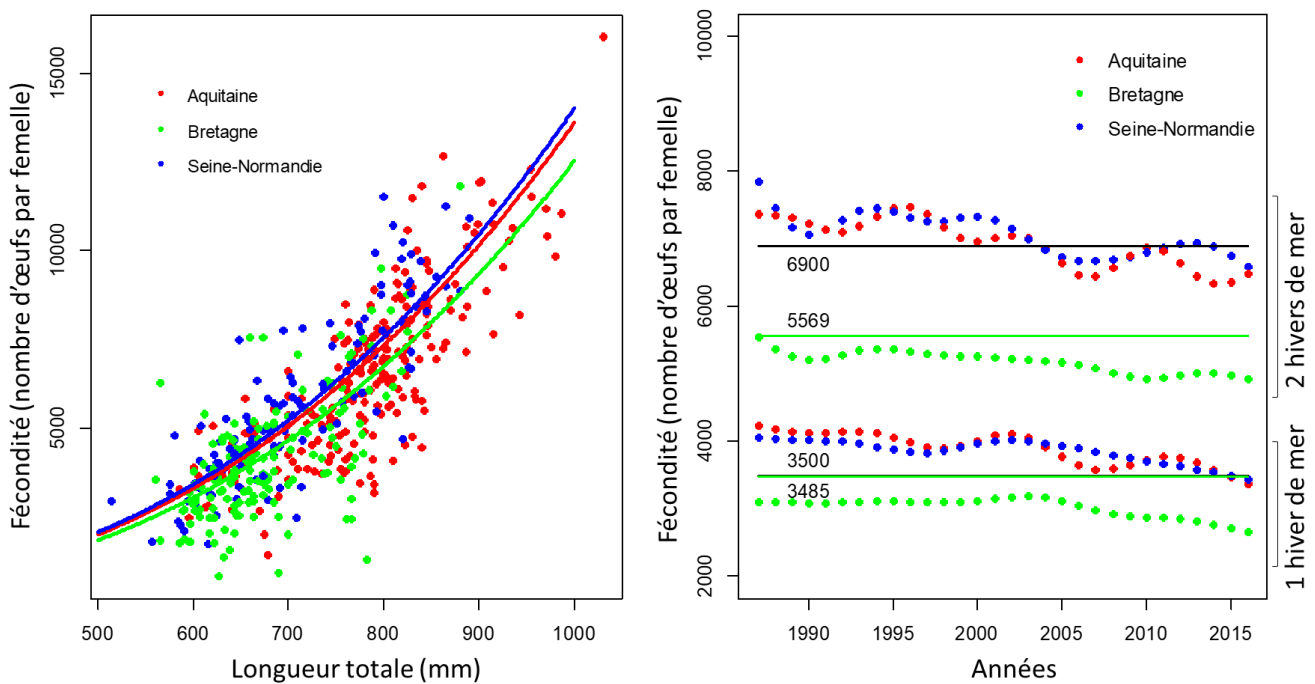 Fécondité (nombre d'œufs par femelle)
15000
10000
5000
Aquitaine
Bretagne
Seine-Normandie
500 600 700 800 900 1000
Longueur totale (mm)
Fécondité (nombre d'œufs par femelle)
10000
8000
6000
4000
2000
Aquitaine
Bretagne
Seine-Normandie
6900
5569
3500
3485
1990 1995 2000 2005 2010 2015
Années
2 hivers de mer
1 hiver de mer